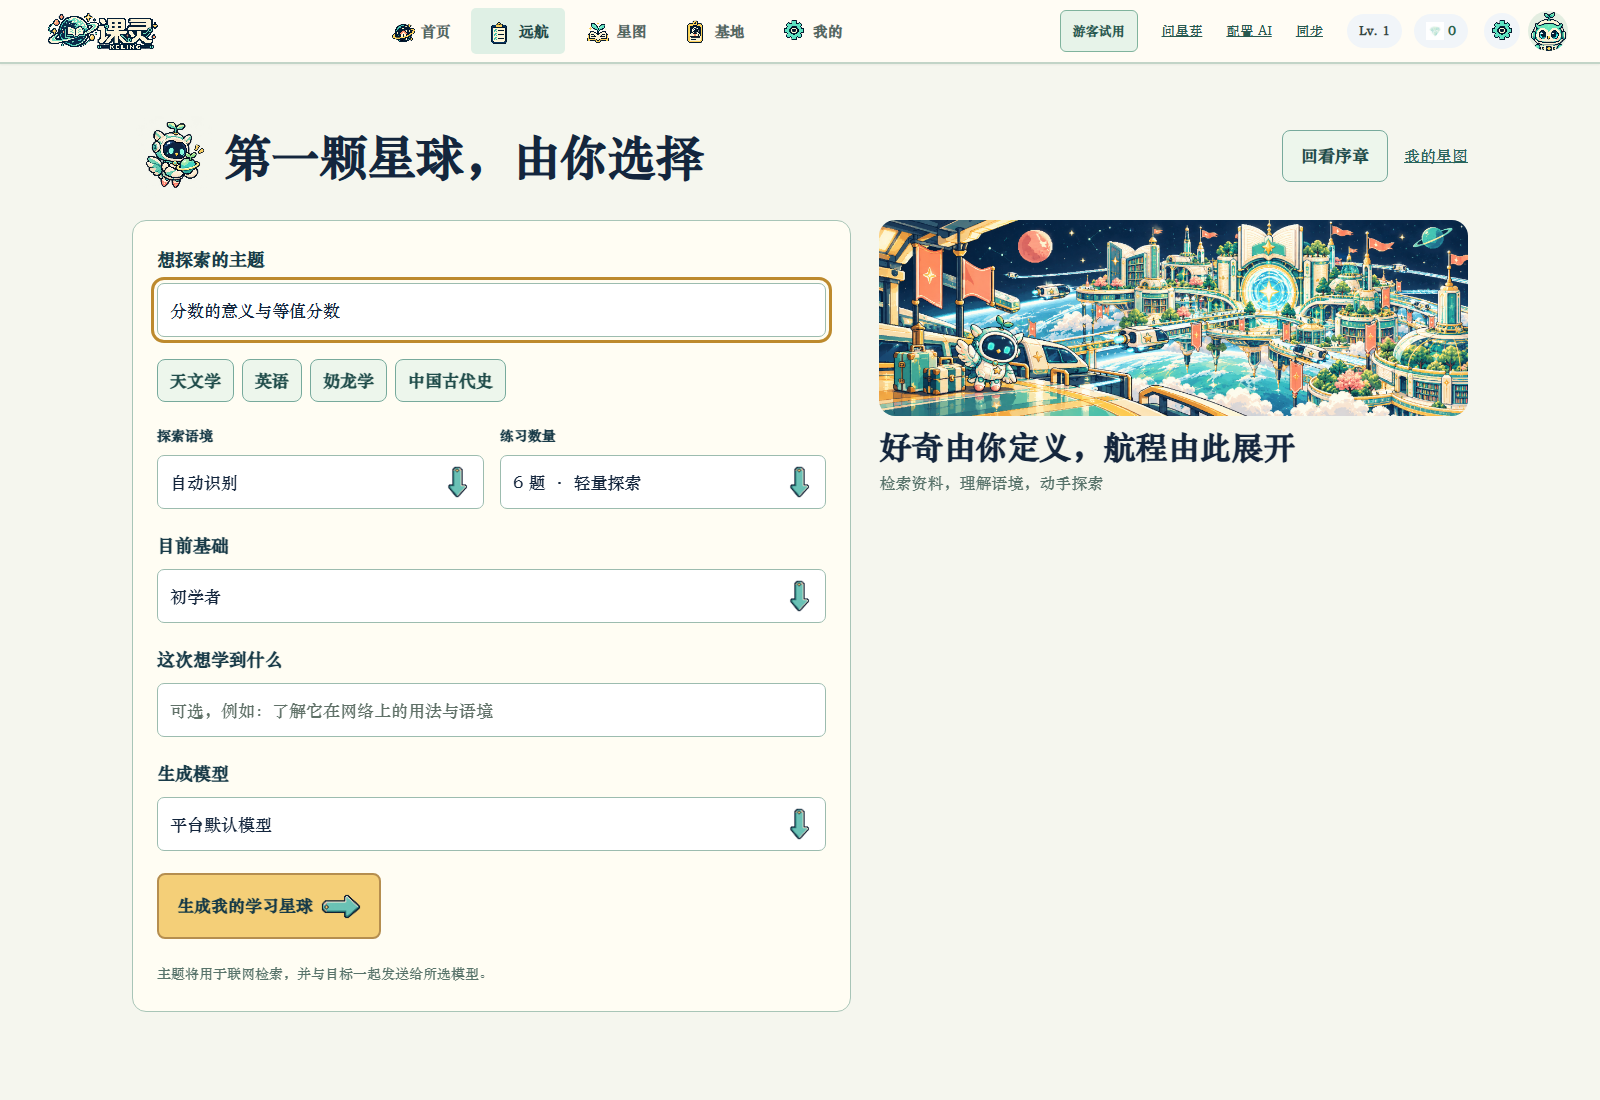 课灵
KELING
首页
远航
星图
基地
我的
游客试用
问星芽
配置 AI
同步
Lv. 1
0
第一颗星球，由你选择
回看序章
我的星图
想探索的主题
分数的意义与等值分数
天文学
英语
奶龙学
中国古代史
探索语境
练习数量
自动识别
6 题 · 轻量探索
目前基础
初学者
这次想学到什么
可选，例如：了解它在网络上的用法与语境
生成模型
平台默认模型
生成我的学习星球
主题将用于联网检索，并与目标一起发送给所选模型。
好奇由你定义，航程由此展开
检索资料，理解语境，动手探索